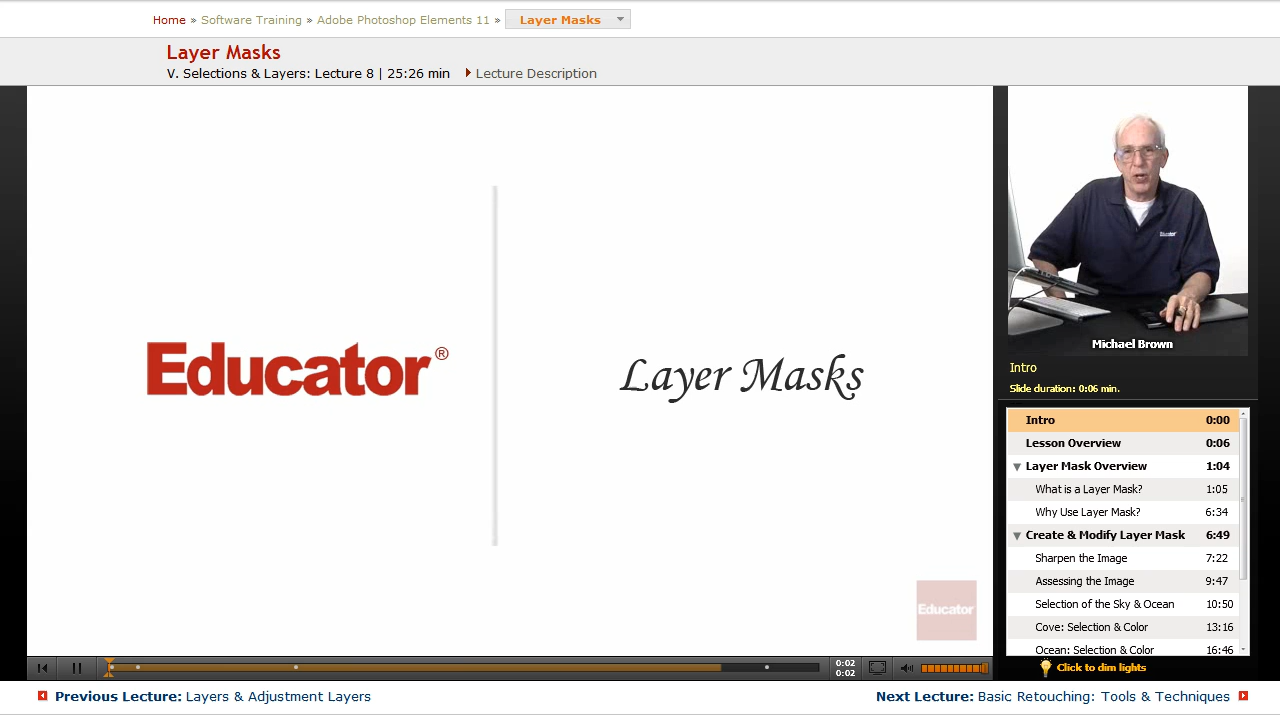 Home » Software Training » Adobe Photoshop Elements 11 » Layer Masks
Layer Masks
V. Selections & Layers: Lecture 8 | 25:26 min Lecture Description
Educator®
Layer Masks
Educator
Educator
Michael Brown
Intro
Slide duration: 0:06 min.
Intro 0:00
Lesson Overview 0:06
Layer Mask Overview 1:04
What is a Layer Mask? 1:05
Why Use Layer Mask? 6:34
Create & Modify Layer Mask 6:49
Sharpen the Image 7:22
Assessing the Image 9:47
Selection of the Sky & Ocean 10:50
Cove: Selection & Color 13:16
Ocean: Selection & Color 16:46
0:02
0:02
Click to dim lights
Previous Lecture: Layers & Adjustment Layers
Next Lecture: Basic Retouching: Tools & Techniques